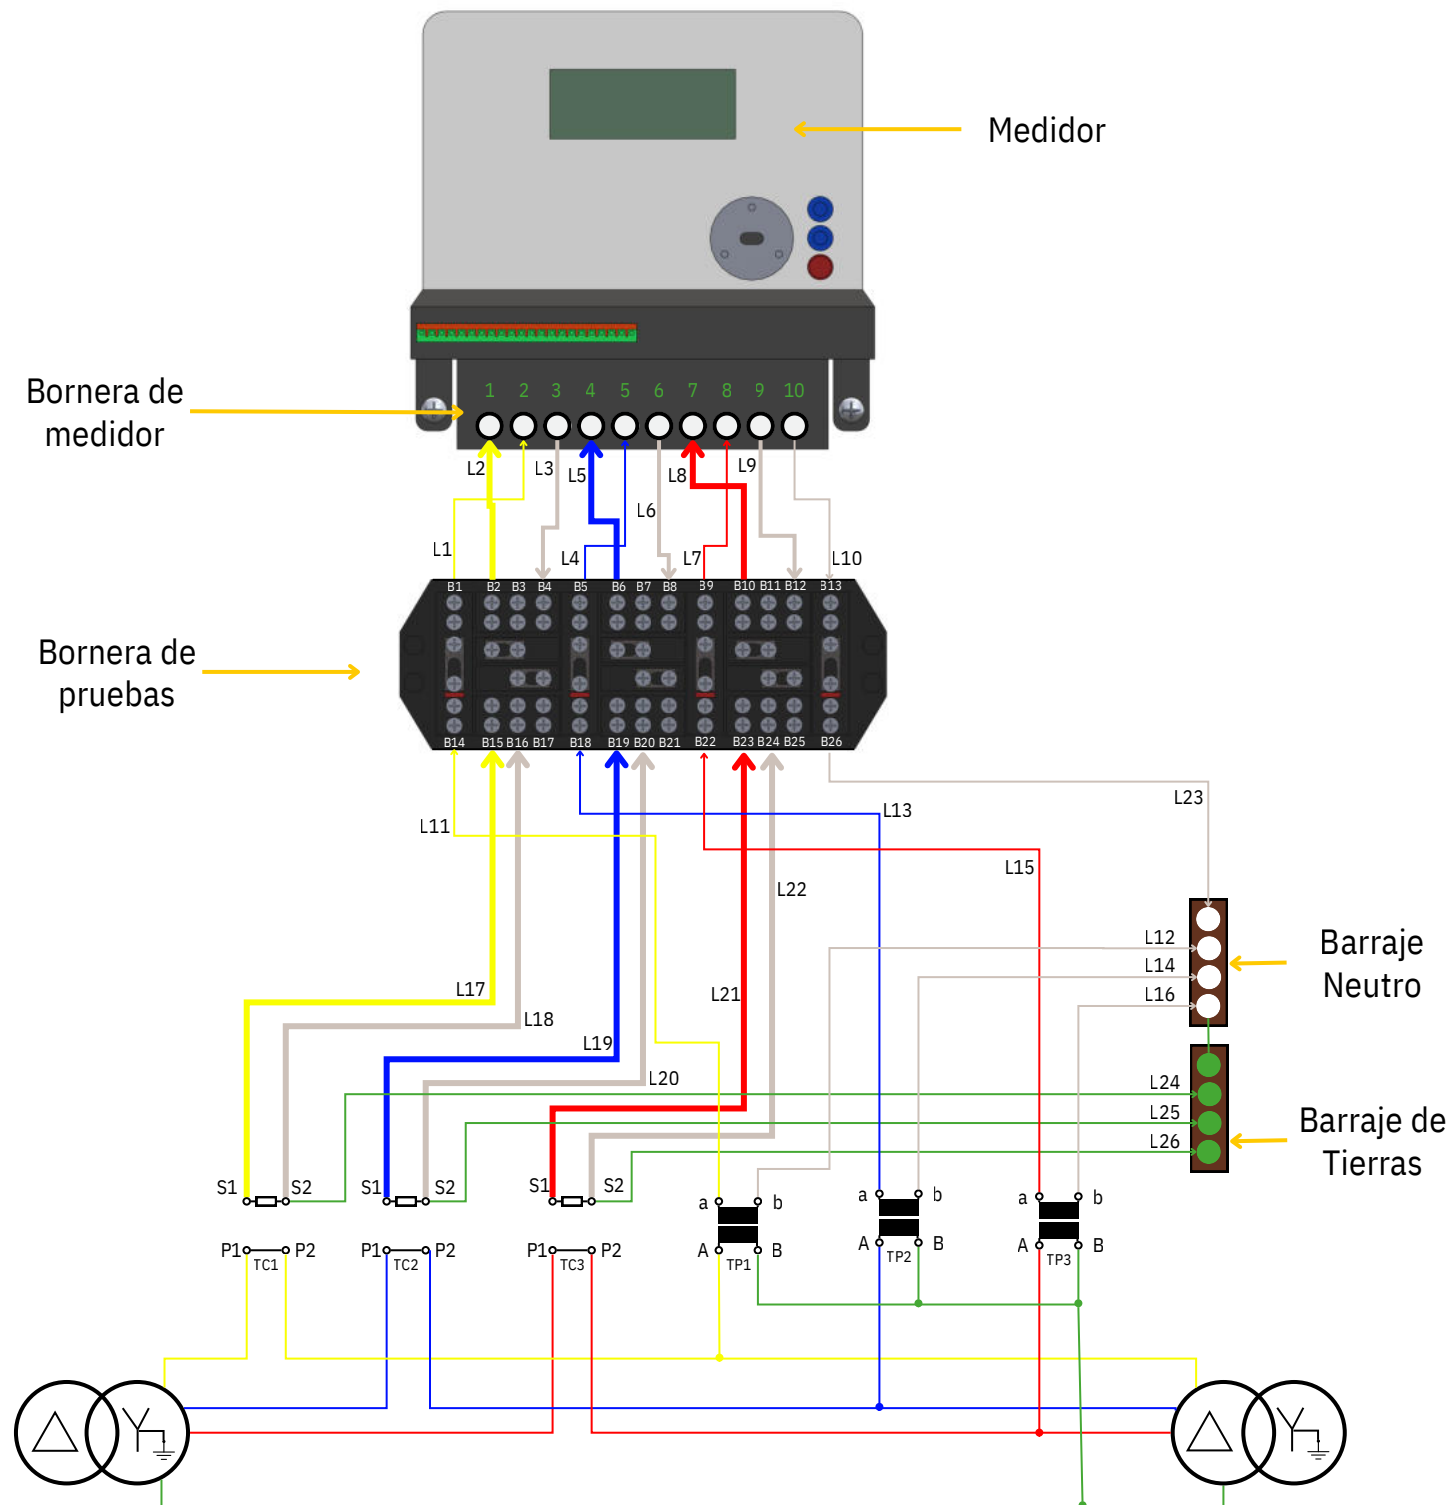 Medidor
Bornera de
medidor
1 2 3 4 5 6 7 8 9 10
L2 L3 L5 L8 L9
L6
L1 L4 L7 L10
B1 B2 B3 B4 B5 B6 B7 B8 B9 B10 B11 B12 B13
Bornera de
pruebas
B14 B15 B16 B17 B18 B19 B20 B21 B22 B23 B24 B25 B26
L23
L13
L11
L15
L22
L12
Barraje
Neutro
L14
L17 L21 L16
L18
L19
L20
L24
L25
Barraje de
Tierras
L26
S1 S2 S1 S2 S1 S2
a b a b a b
P1 P2 P1 P2 P1 P2
A B A B A B
TC1 TC2 TC3 TP1 TP2 TP3